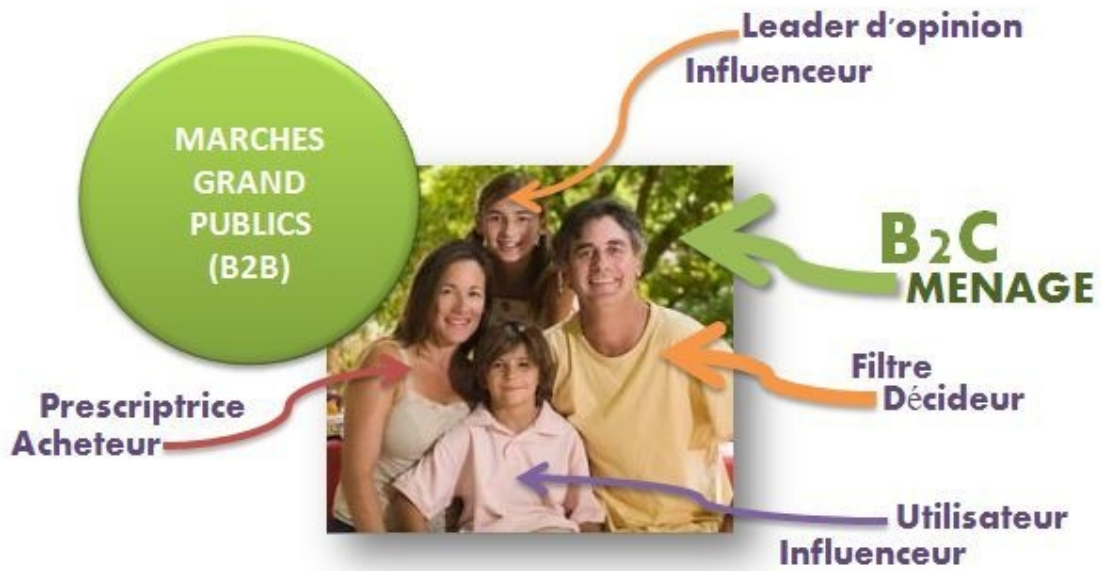 Leader d'opinion
Influenceur
MARCHES
GRAND
PUBLICS
(B2B)
B2C
MENAGE
Filtre
Décideur
Prescriptrice
Acheteur
Utilisateur
Influenceur